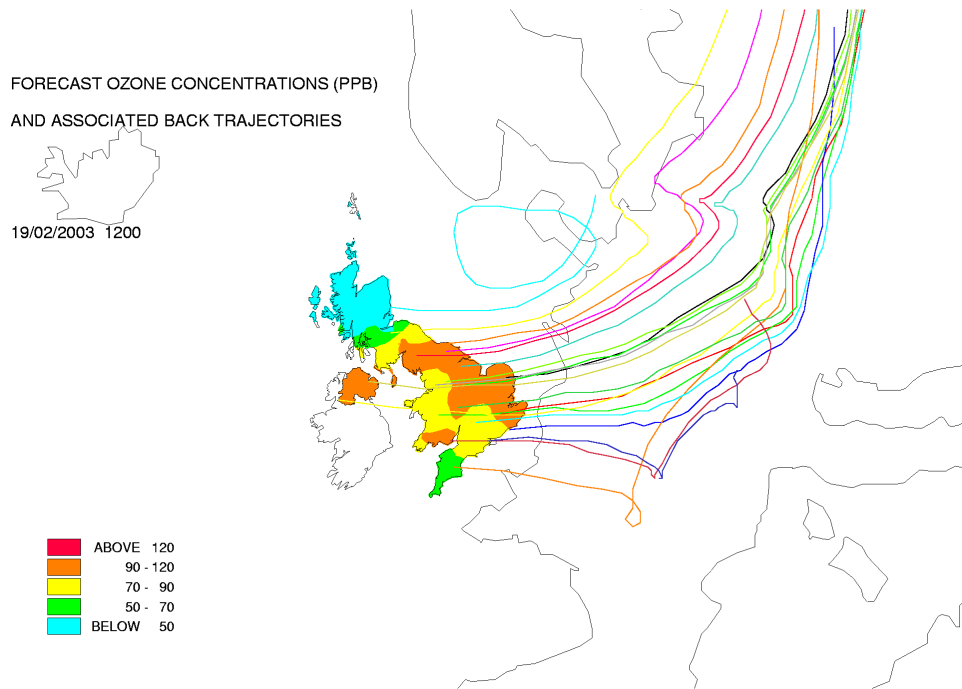 FORECAST OZONE CONCENTRATIONS (PPB)
AND ASSOCIATED BACK TRAJECTORIES
19/02/2003 1200
ABOVE 120
90 - 120
70 - 90
50 - 70
BELOW 50